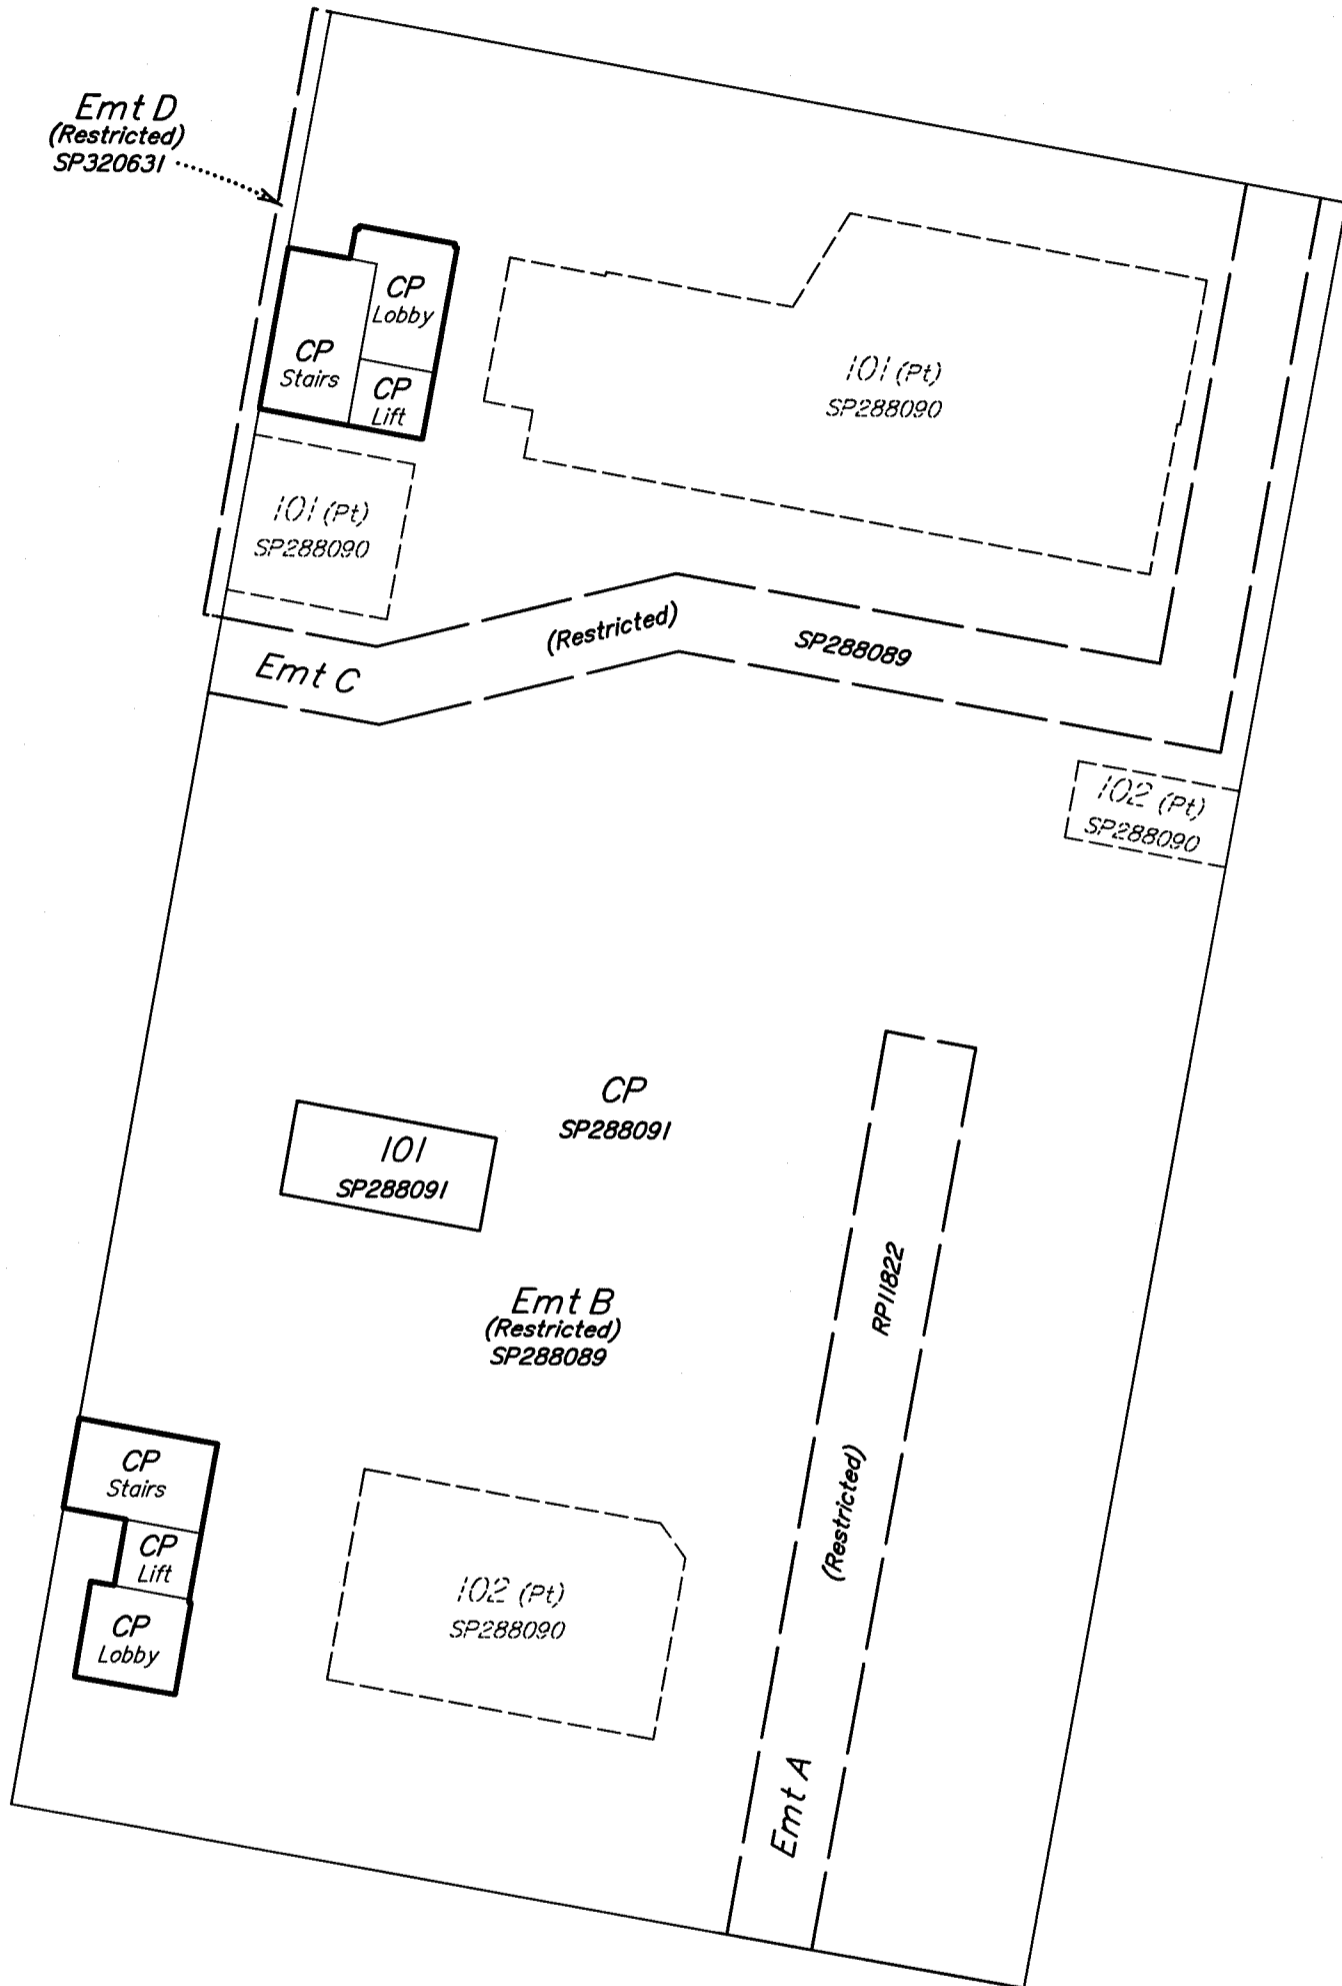 Emt D
(Restricted)
SP320631
CP
Lobby
CP
Stairs
CP
Lift
101 (Pt)
SP288090
101 (Pt)
SP288090
(Restricted)
SP288089
Emt C
102 (Pt)
SP288090
CP
SP288091
101
SP288091
RP11822
Emt B
(Restricted)
SP288089
CP
Stairs
CP
Lift
CP
Lobby
(Restricted)
102 (Pt)
SP288090
Emt A